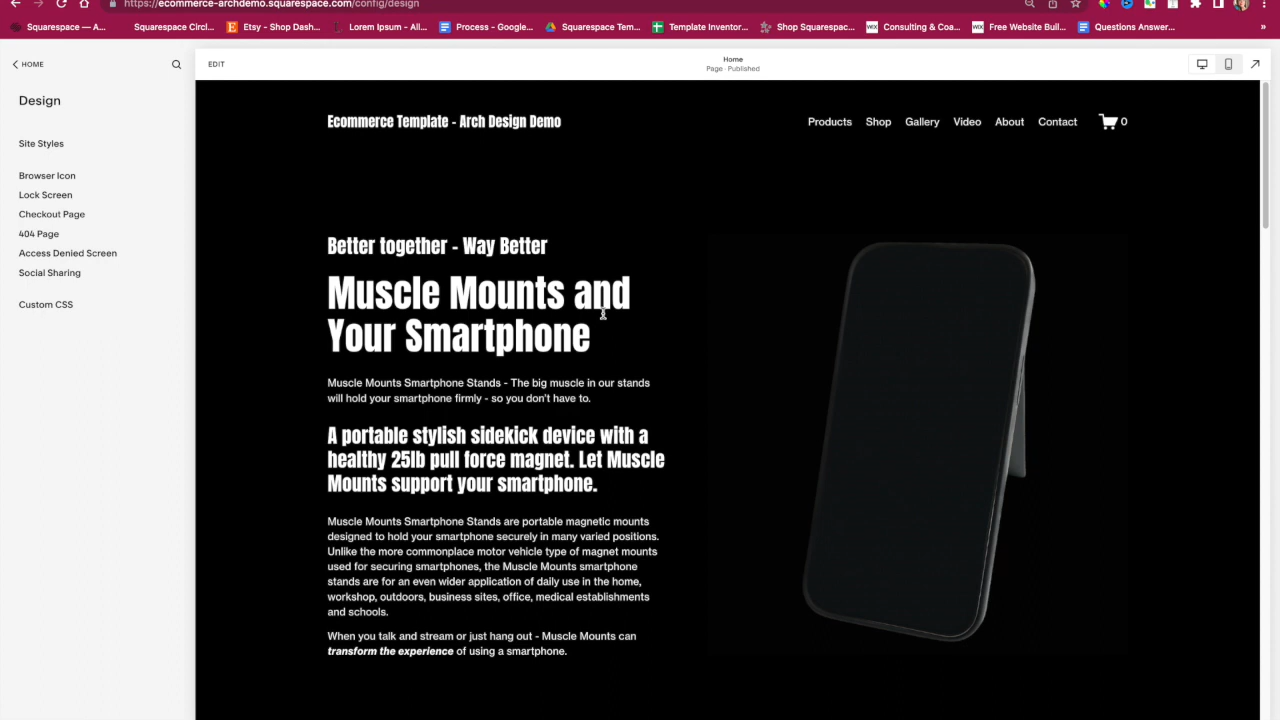 https://ecommerce-archdemo.squarespace.com/config/design
Squarespace — A...
Squarespace Circl...
Etsy - Shop Dash...
Lorem Ipsum - All...
Process - Google...
Squarespace Tem...
Template Inventor...
Shop Squarespac...
Consulting & Coa...
Free Website Buil...
Questions Answer...
»
HOME
Design
Site Styles
Browser Icon
Lock Screen
Checkout Page
404 Page
Access Denied Screen
Social Sharing
Custom CSS
EDIT
Home
Page · Published
Ecommerce Template - Arch Design Demo
Products
Shop
Gallery
Video
About
Contact
0
Better together - Way Better
Muscle Mounts and
Your Smartphone
Muscle Mounts Smartphone Stands - The big muscle in our stands
will hold your smartphone firmly - so you don't have to.
A portable stylish sidekick device with a
healthy 25lb pull force magnet. Let Muscle
Mounts support your smartphone.
Muscle Mounts Smartphone Stands are portable magnetic mounts
designed to hold your smartphone securely in many varied positions.
Unlike the more commonplace motor vehicle type of magnet mounts
used for securing smartphones, the Muscle Mounts smartphone
stands are for an even wider application of daily use in the home,
workshop, outdoors, business sites, office, medical establishments
and schools.
When you talk and stream or just hang out - Muscle Mounts can
transform the experience of using a smartphone.